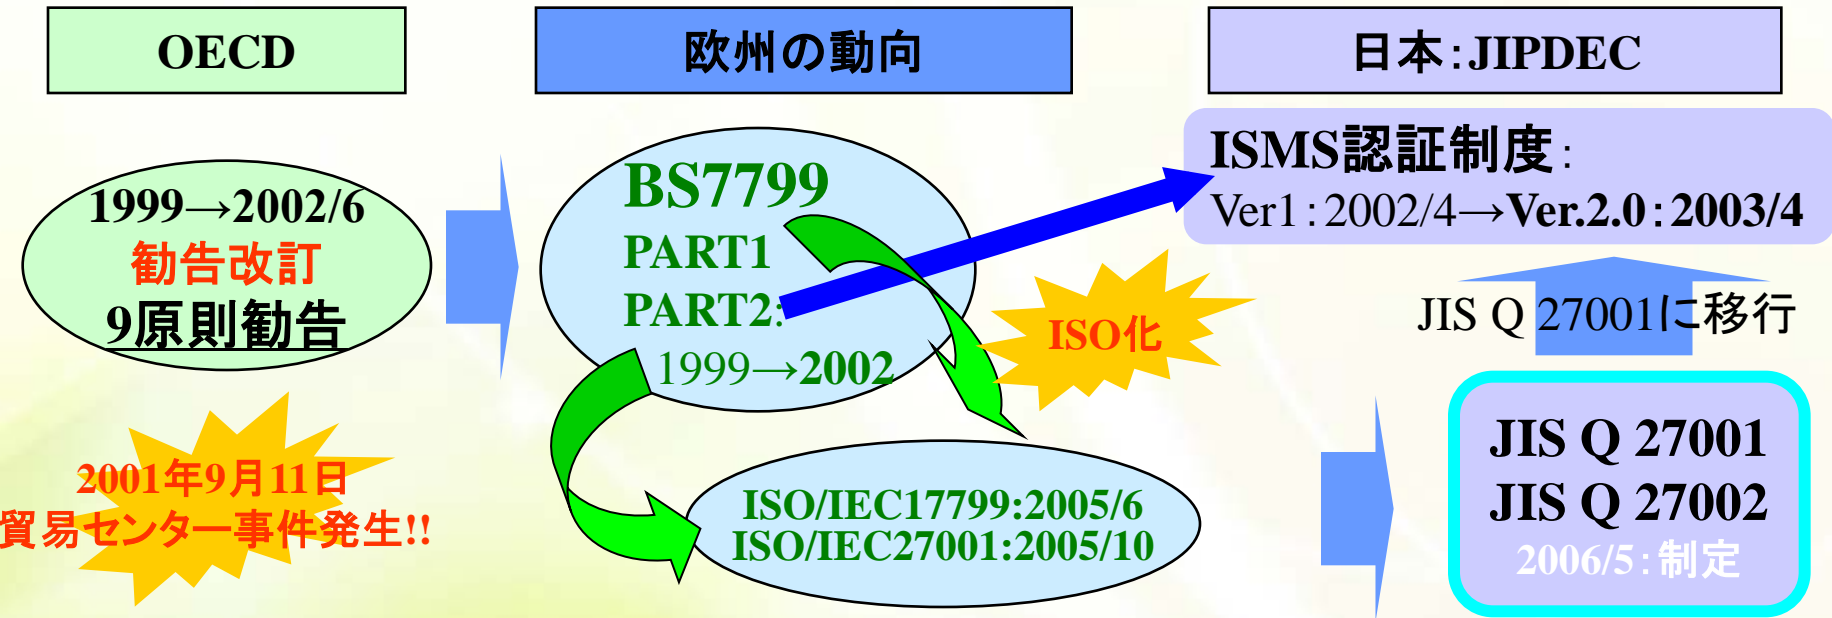 OECD
1999→2002/6
勧告改訂
9原則勧告
2001年9月11日
貿易センター事件発生!!
欧州の動向
BS7799
PART1
PART2:
1999→2002
ISO化
ISO/IEC17799:2005/6
ISO/IEC27001:2005/10
日本：JIPDEC
ISMS認証制度：
Ver1：2002/4→Ver.2.0：2003/4
JIS Q 27001に移行
JIS Q 27001
JIS Q 27002
2006/5：制定